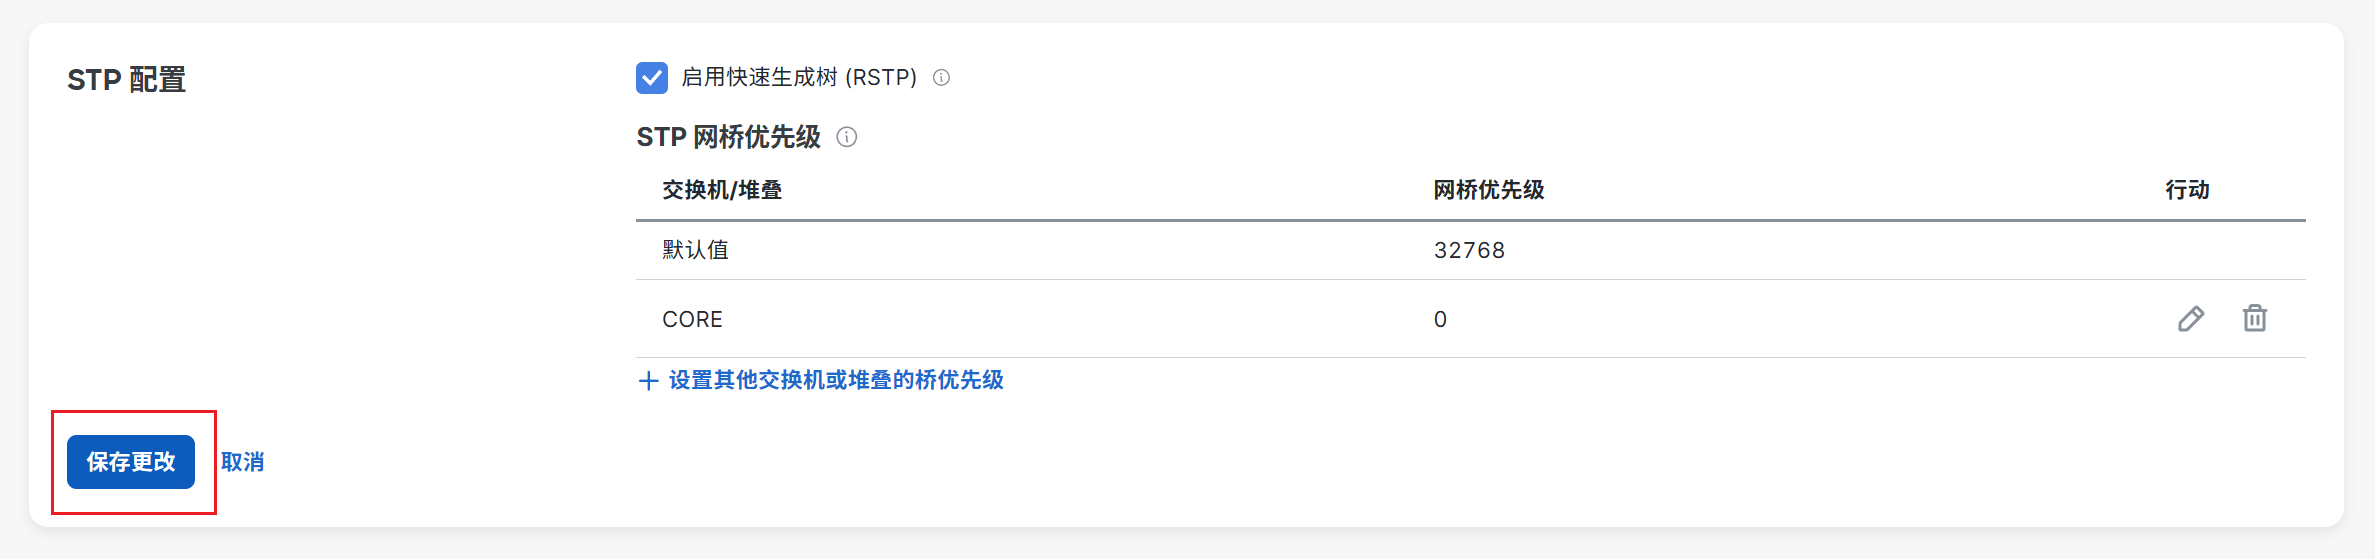 STP 配置
启用快速生成树 (RSTP)
STP 网桥优先级
交换机/堆叠 网桥优先级 行动
默认值 32768
CORE 0
设置其他交换机或堆叠的桥优先级
保存更改 取消